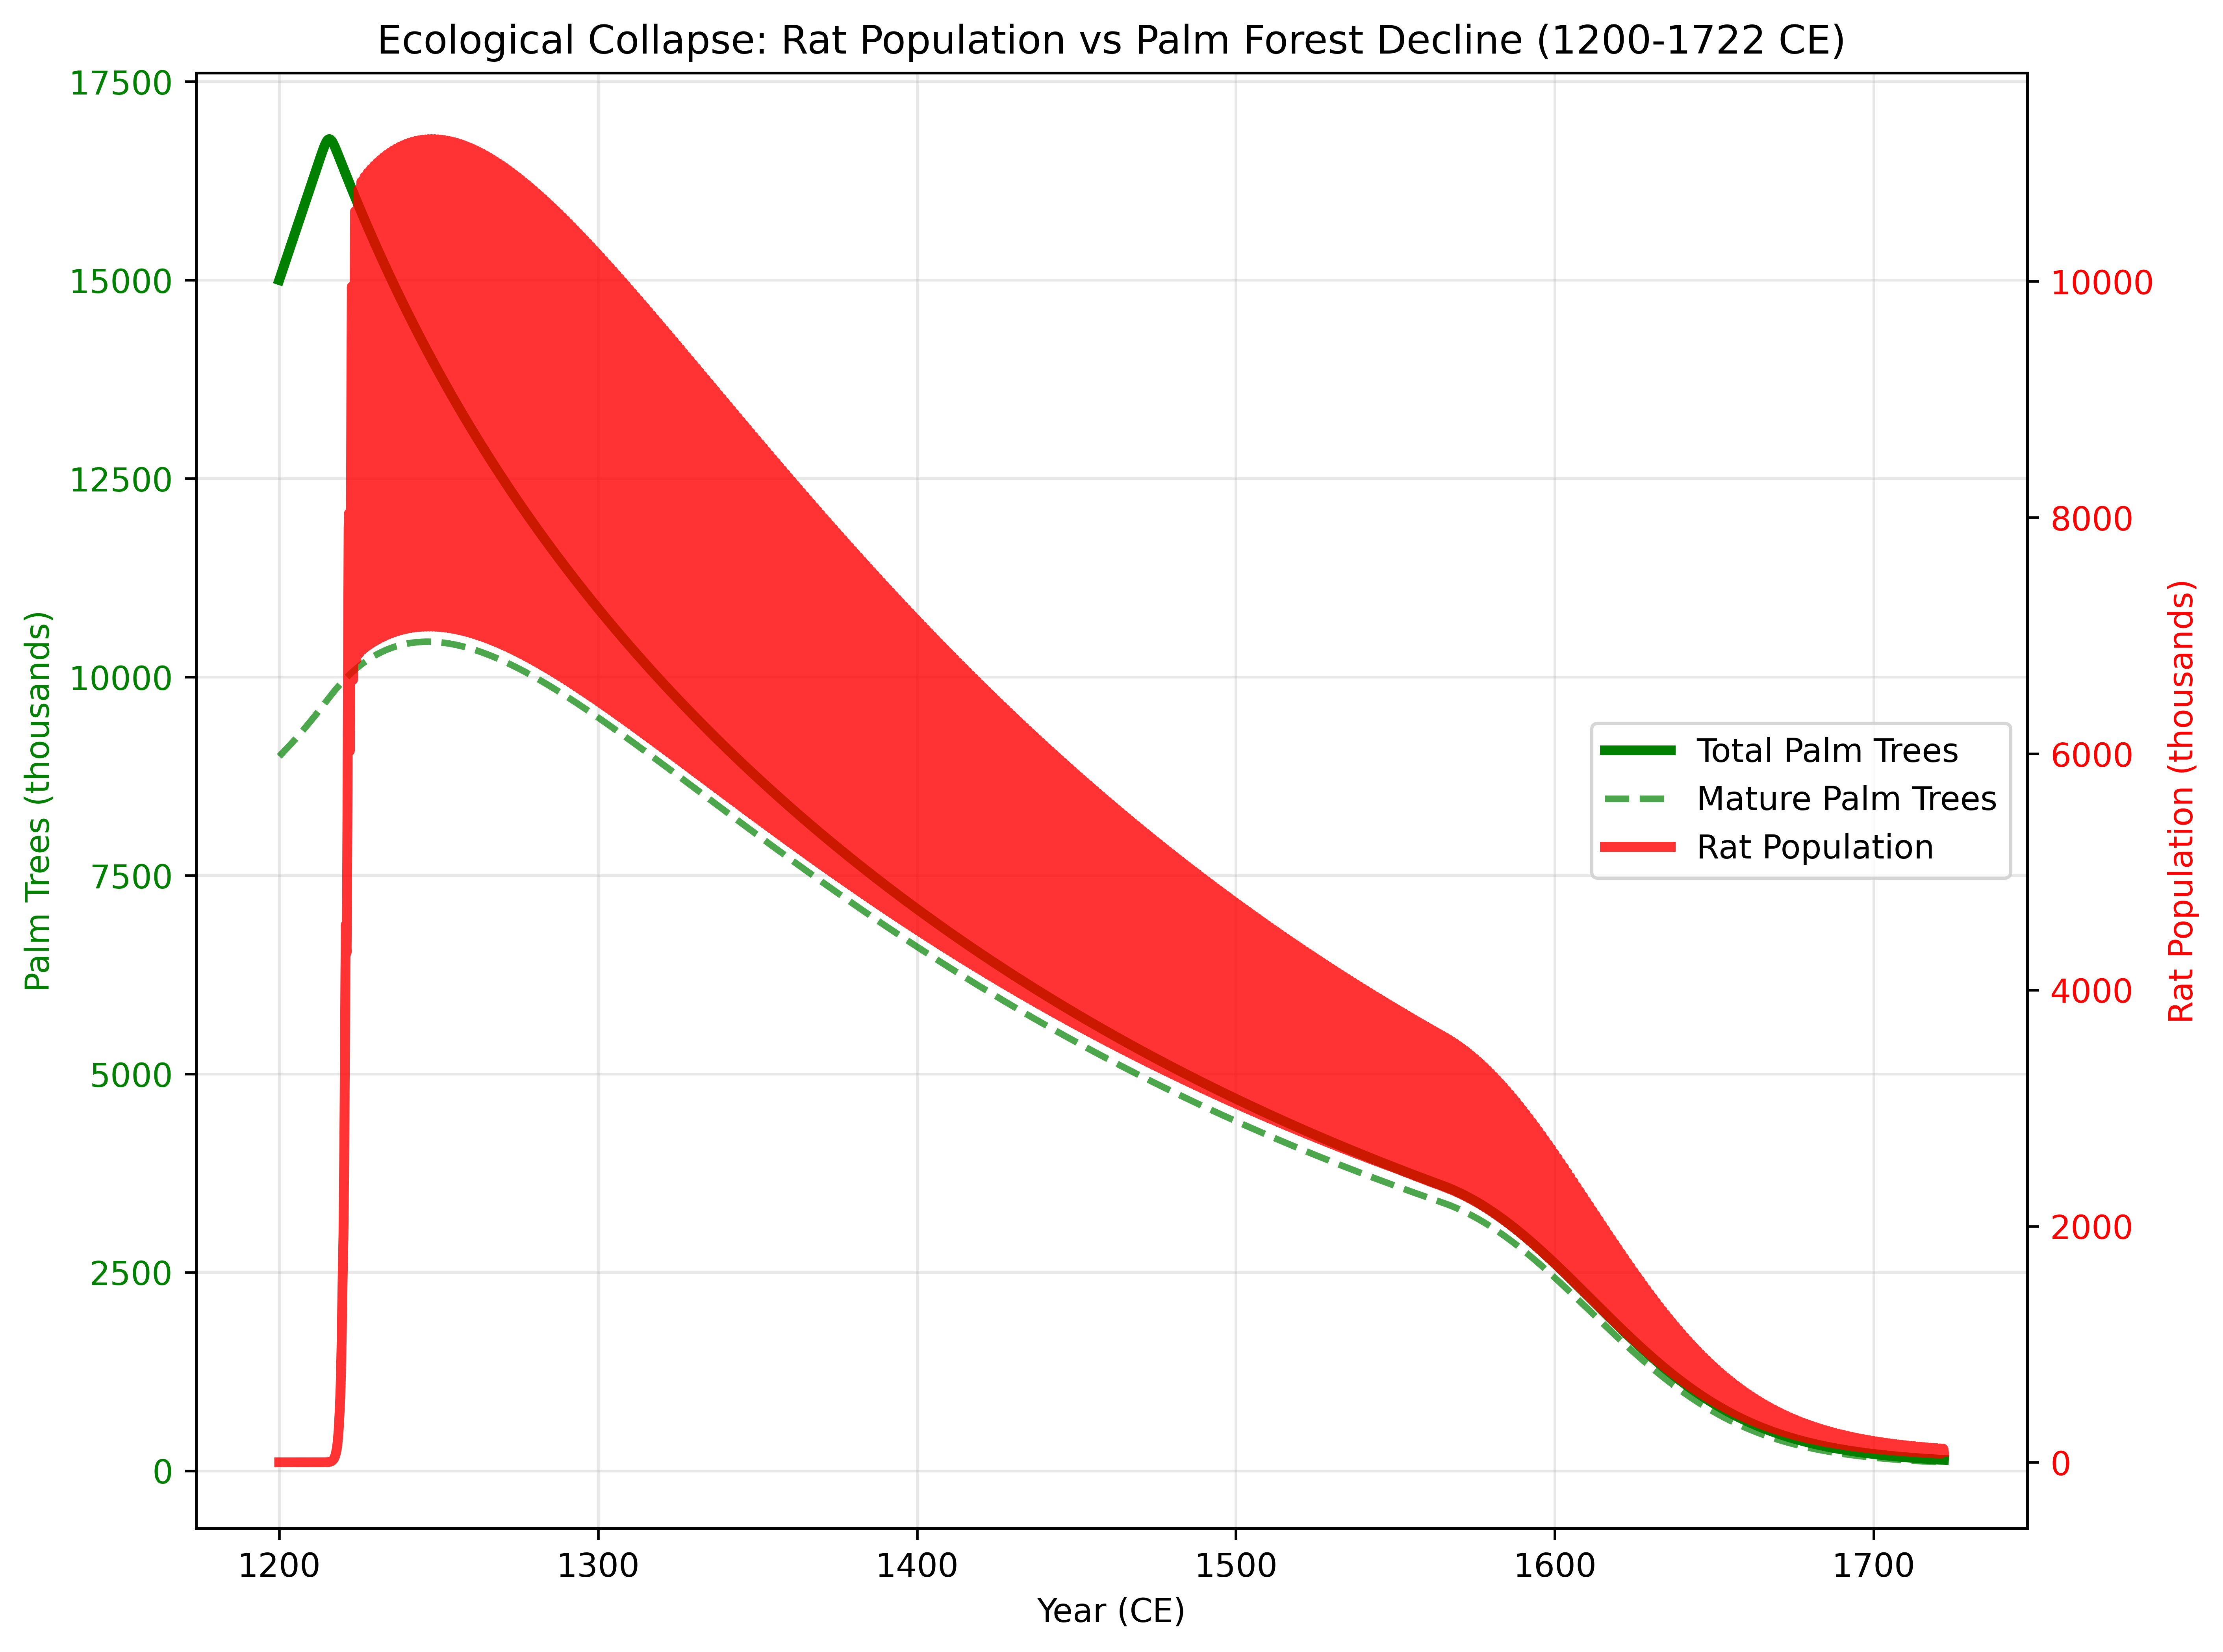 Ecological Collapse: Rat Population vs Palm Forest Decline (1200-1722 CE)
17500
15000
12500
10000
7500
5000
2500
0
Palm Trees (thousands)
10000
8000
6000
4000
2000
0
Rat Population (thousands)
Total Palm Trees
Mature Palm Trees
Rat Population
1200 1300 1400 1500 1600 1700
Year (CE)